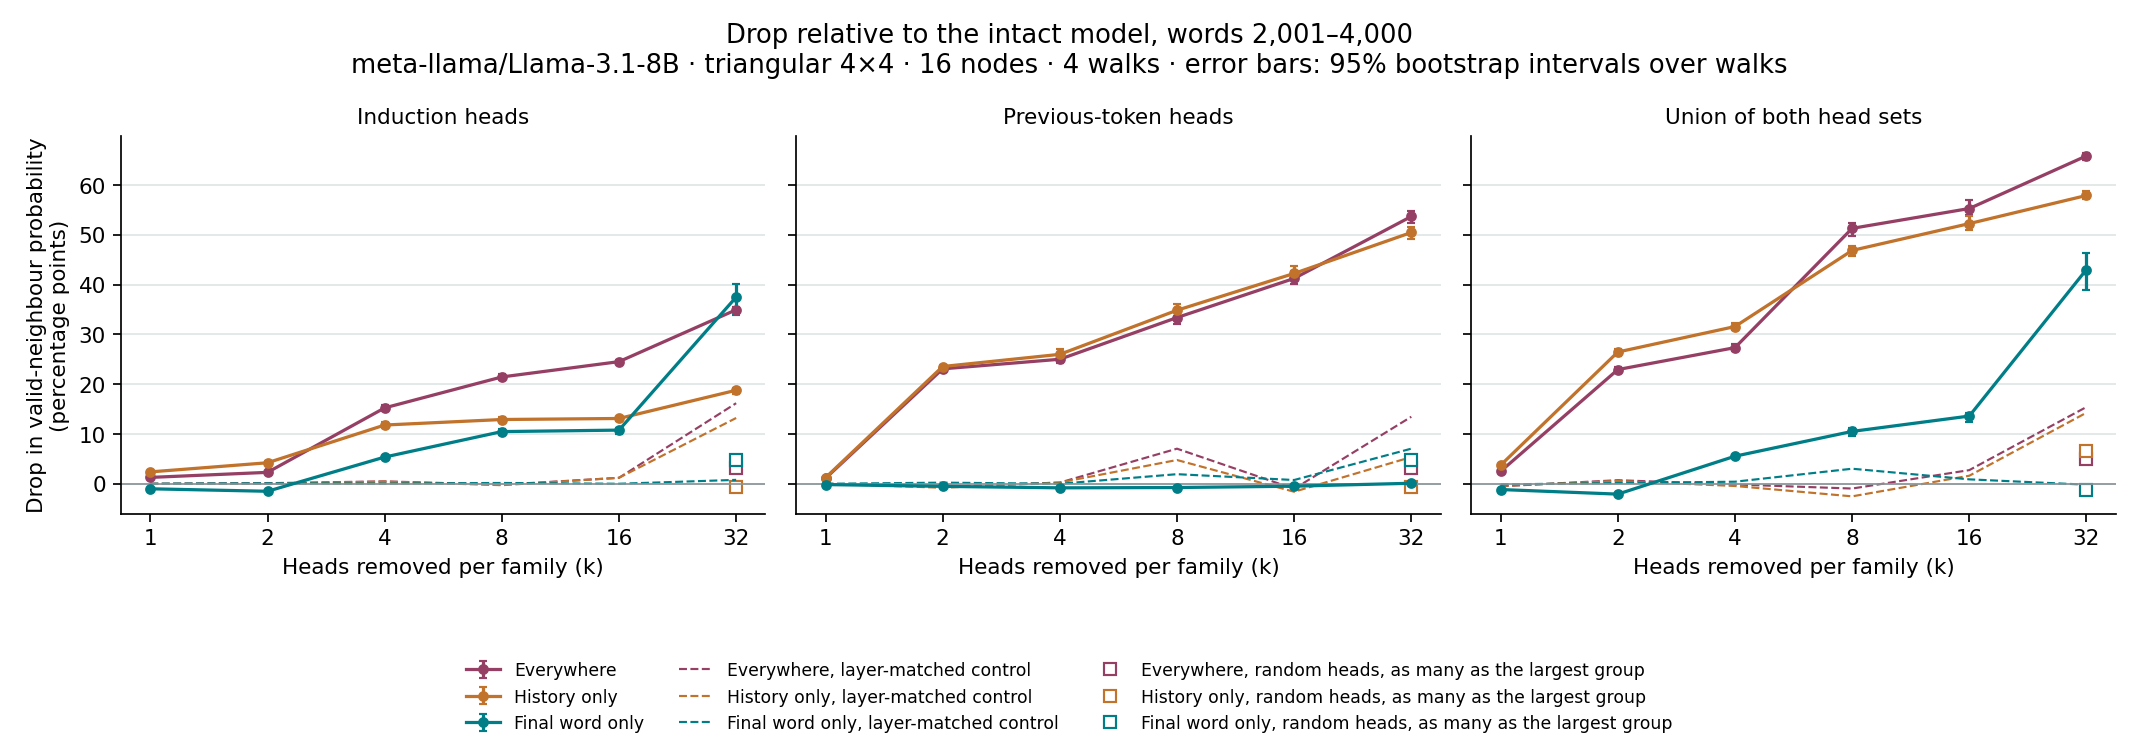 Drop relative to the intact model, words 2,001–4,000
meta-llama/Llama-3.1-8B · triangular 4×4 · 16 nodes · 4 walks · error bars: 95% bootstrap intervals over walks
Induction heads
Previous-token heads
Union of both head sets
Drop in valid-neighbour probability
(percentage points)
60
50
40
30
20
10
0
1 2 4 8 16 32
1 2 4 8 16 32
1 2 4 8 16 32
Heads removed per family (k)
Heads removed per family (k)
Heads removed per family (k)
Everywhere
History only
Final word only
Everywhere, layer-matched control
History only, layer-matched control
Final word only, layer-matched control
Everywhere, random heads, as many as the largest group
History only, random heads, as many as the largest group
Final word only, random heads, as many as the largest group